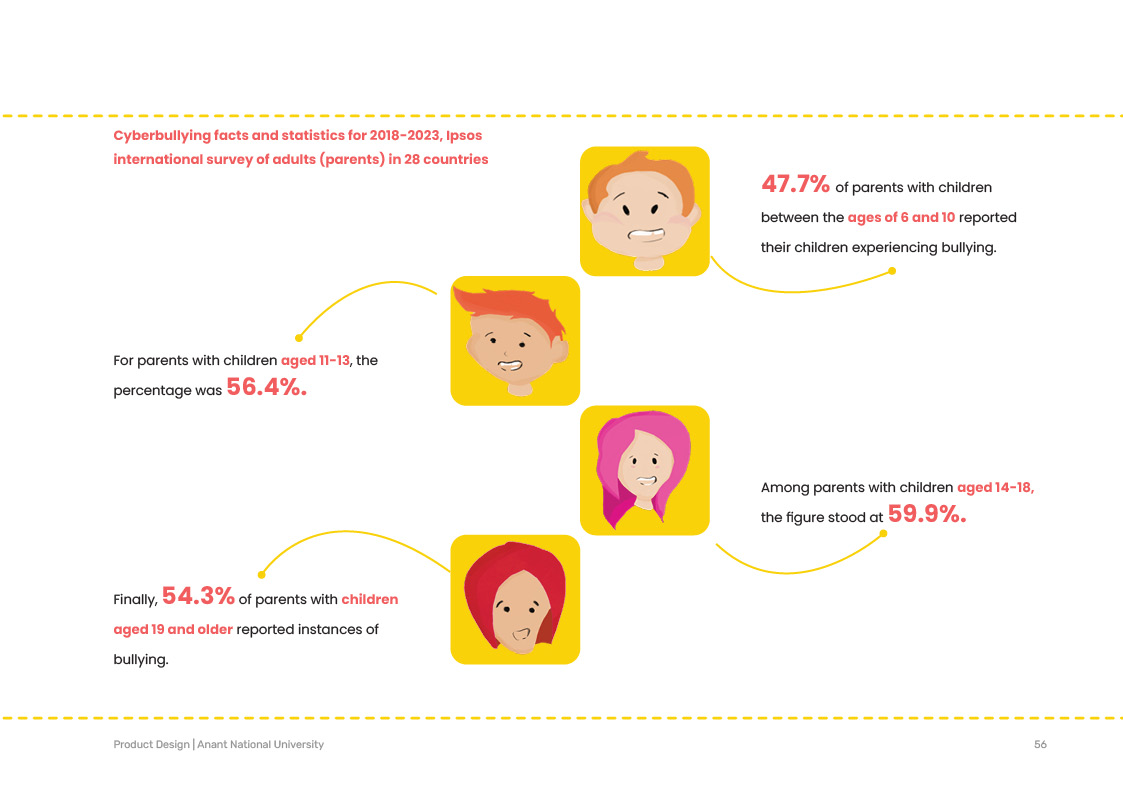 Cyberbullying facts and statistics for 2018-2023, Ipsos
international survey of adults (parents) in 28 countries
47.7% of parents with children
between the ages of 6 and 10 reported
their children experiencing bullying.
For parents with children aged 11-13, the
percentage was 56.4%.
Among parents with children aged 14-18,
the figure stood at 59.9%.
Finally, 54.3% of parents with children
aged 19 and older reported instances of
bullying.
Product Design | Anant National University
56